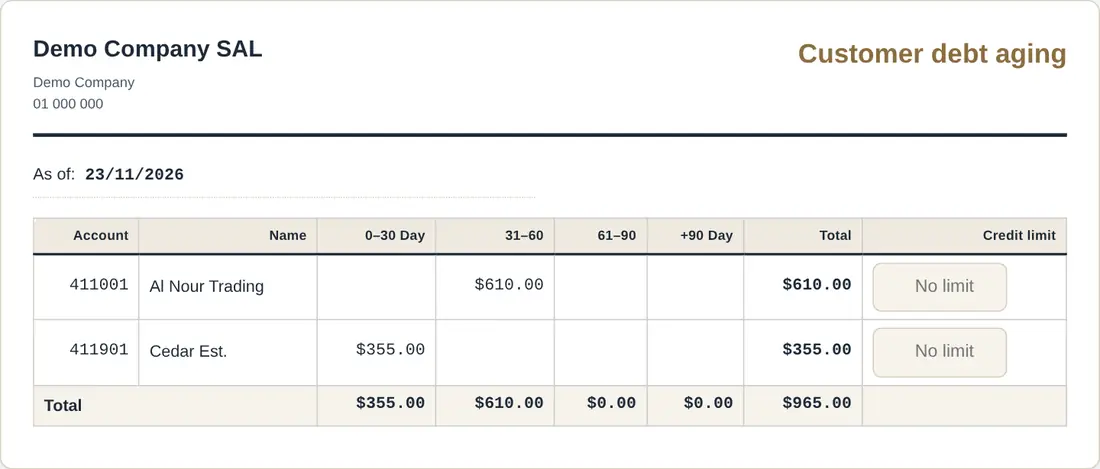 Demo Company SAL
Customer debt aging
Demo Company
01 000 000
As of: 23/11/2026
Account Name 0–30 Day 31–60 61–90 +90 Day Total Credit limit
411001 Al Nour Trading $610.00 $610.00 No limit
411901 Cedar Est. $355.00 $355.00 No limit
Total $355.00 $610.00 $0.00 $0.00 $965.00